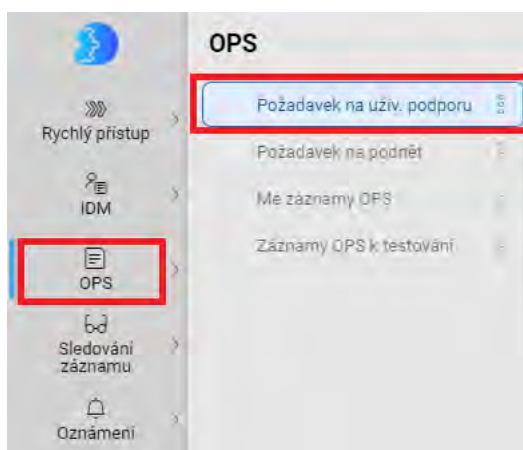 OPS
Rychlý přístup
IDM
OPS
Sledování
záznamu
Oznámení
Požadavek na uživ. podporu
Požadavek na podnět
Mé záznamy OPS
Záznamy OPS k testování